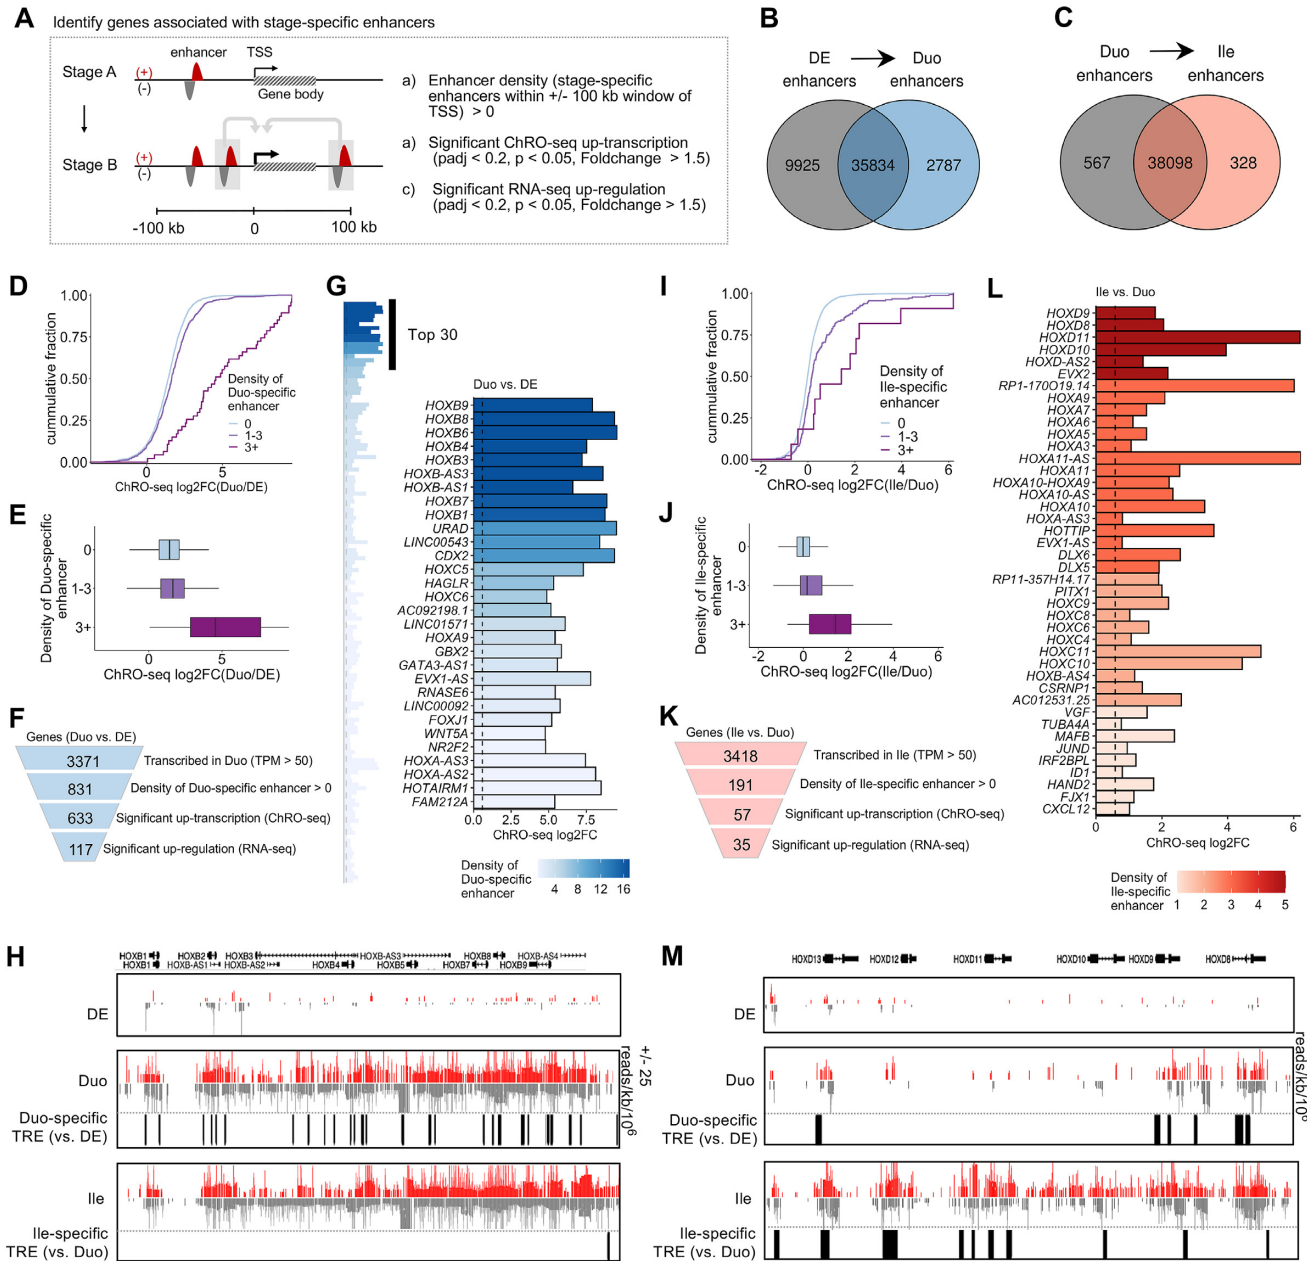 A
Identify genes associated with stage-specific enhancers
enhancer
TSS
Stage A
(+)
(-)
Gene body
Stage B
(+)
(-)
-100 kb
0
100 kb
a) Enhancer density (stage-specific
enhancers within +/- 100 kb window of
TSS) > 0
a) Significant ChRO-seq up-transcription
(padj < 0.2, p < 0.05, Foldchange > 1.5)
c) Significant RNA-seq up-regulation
(padj < 0.2, p < 0.05, Foldchange > 1.5)
B
DE
enhancers
Duo
enhancers
9925
35834
2787
C
Duo
enhancers
Ile
enhancers
567
38098
328
D
cummulative fraction
1.00
0.75
0.50
0.25
0.00
0
5
ChRO-seq log2FC(Duo/DE)
Density of
Duo-specific
enhancer
0
1-3
3+
E
Density of Duo-specific
enhancer
0
1-3
3+
0
5
ChRO-seq log2FC(Duo/DE)
F
Genes (Duo vs. DE)
3371 Transcribed in Duo (TPM > 50)
831 Density of Duo-specific enhancer > 0
633 Significant up-transcription (ChRO-seq)
117 Significant up-regulation (RNA-seq)
G
Top 30
Duo vs. DE
HOXB9
HOXB8
HOXB6
HOXB4
HOXB3
HOXB-AS3
HOXB-AS1
HOXB7
HOXB1
URAD
LINC00543
CDX2
HOXC5
HAGLR
HOXC6
AC092198.1
LINC01571
HOXA9
GBX2
GATA3-AS1
EVX1-AS
RNASE6
LINC00092
FOXJ1
WNT5A
NR2F2
HOXA-AS3
HOXA-AS2
HOTAIRM1
FAM212A
0.0
2.5
5.0
7.5
ChRO-seq log2FC
Density of
Duo-specific
enhancer
4 8 12 16
I
cummulative fraction
1.00
0.75
0.50
0.25
0.00
-2 0 2 4 6
ChRO-seq log2FC(Ile/Duo)
Density of
Ile-specific
enhancer
0
1-3
3+
J
Density of Ile-specific
enhancer
0
1-3
3+
-2 0 2 4 6
ChRO-seq log2FC(Ile/Duo)
K
Genes (Ile vs. Duo)
3418 Transcribed in Ile (TPM > 50)
191 Density of Ile-specific enhancer > 0
57 Significant up-transcription (ChRO-seq)
35 Significant up-regulation (RNA-seq)
L
Ile vs. Duo
HOXD9
HOXD8
HOXD11
HOXD10
HOXD-AS2
EVX2
RP1-170O19.14
HOXA9
HOXA7
HOXA6
HOXA5
HOXA3
HOXA11-AS
HOXA11
HOXA10-HOXA9
HOXA10-AS
HOXA10
HOXA-AS3
HOTTIP
EVX1-AS
DLX6
DLX5
RP11-357H14.17
PITX1
HOXC9
HOXC8
HOXC6
HOXC4
HOXC11
HOXC10
HOXB-AS4
CSRNP1
AC012531.25
VGF
TUBA4A
MAFB
JUND
IRF2BPL
ID1
HAND2
FJX1
CXCL12
0 2 4 6
ChRO-seq log2FC
Density of
Ile-specific
enhancer
1 2 3 4 5
H
HOXB1 HOXB2 HOXB3 HOXB-AS3 HOXB8 HOXB-AS4
HOXB1 HOXB-AS1 HOXB-AS2 HOXB4 HOXB5 HOXB7 HOXB9
DE
Duo
Duo-specific
TRE (vs. DE)
Ile
Ile-specific
TRE (vs. Duo)
+/- 25
reads/kb/10⁶
M
HOXD13 HOXD12 HOXD11 HOXD10 HOXD9 HOXD8
DE
Duo
Duo-specific
TRE (vs. DE)
Ile
Ile-specific
TRE (vs. Duo)
reads/kb/10⁶